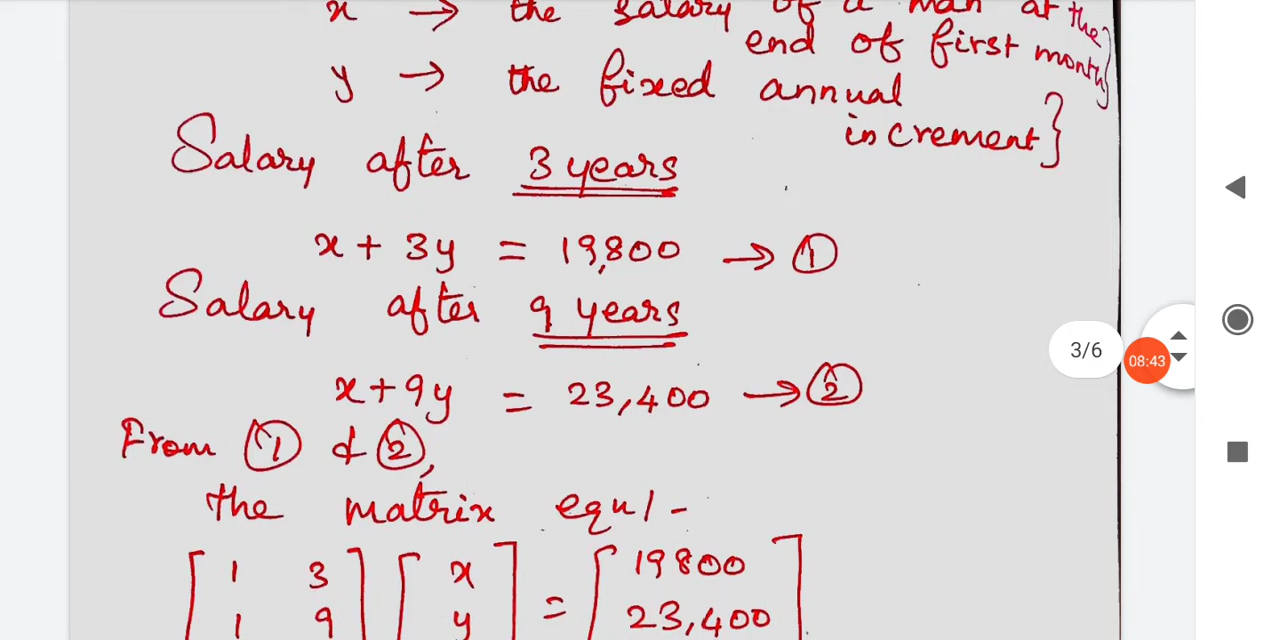 x → the salary of a man at the
end of first month}
y → the fixed annual
increment}
Salary after 3 years
x + 3y = 19,800 → ①
Salary after 9 years
3/6
08:43
x + 9y = 23,400 → ②
From ① & ②,
the matrix equ/-
[ 1 3 ] [ x ] = [ 19800 ]
[ 1 9 ] [ y ] [ 23,400 ]